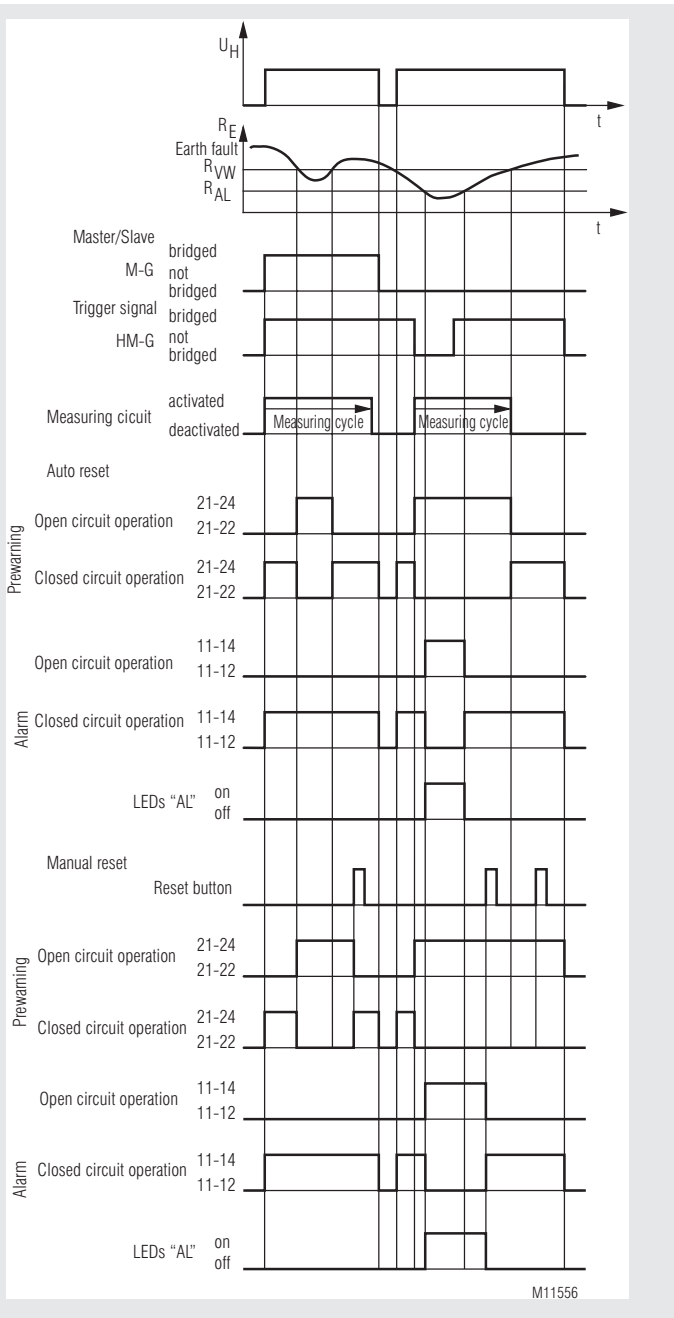 UH
t
RE
Earth fault
RVW
RAL
t
Master/Slave
bridged
M-G not
bridged
Trigger signal bridged
HM-G not
bridged
activated
Measuring cicuit
deactivated
Measuring cycle Measuring cycle
Auto reset
Prewarning
Open circuit operation 21-24
21-22
Closed circuit operation 21-24
21-22
Alarm
Open circuit operation 11-14
11-12
Closed circuit operation 11-14
11-12
LEDs “AL” on
off
Manual reset
Reset button
Prewarning
Open circuit operation 21-24
21-22
Closed circuit operation 21-24
21-22
Alarm
Open circuit operation 11-14
11-12
Closed circuit operation 11-14
11-12
LEDs “AL” on
off
M11556